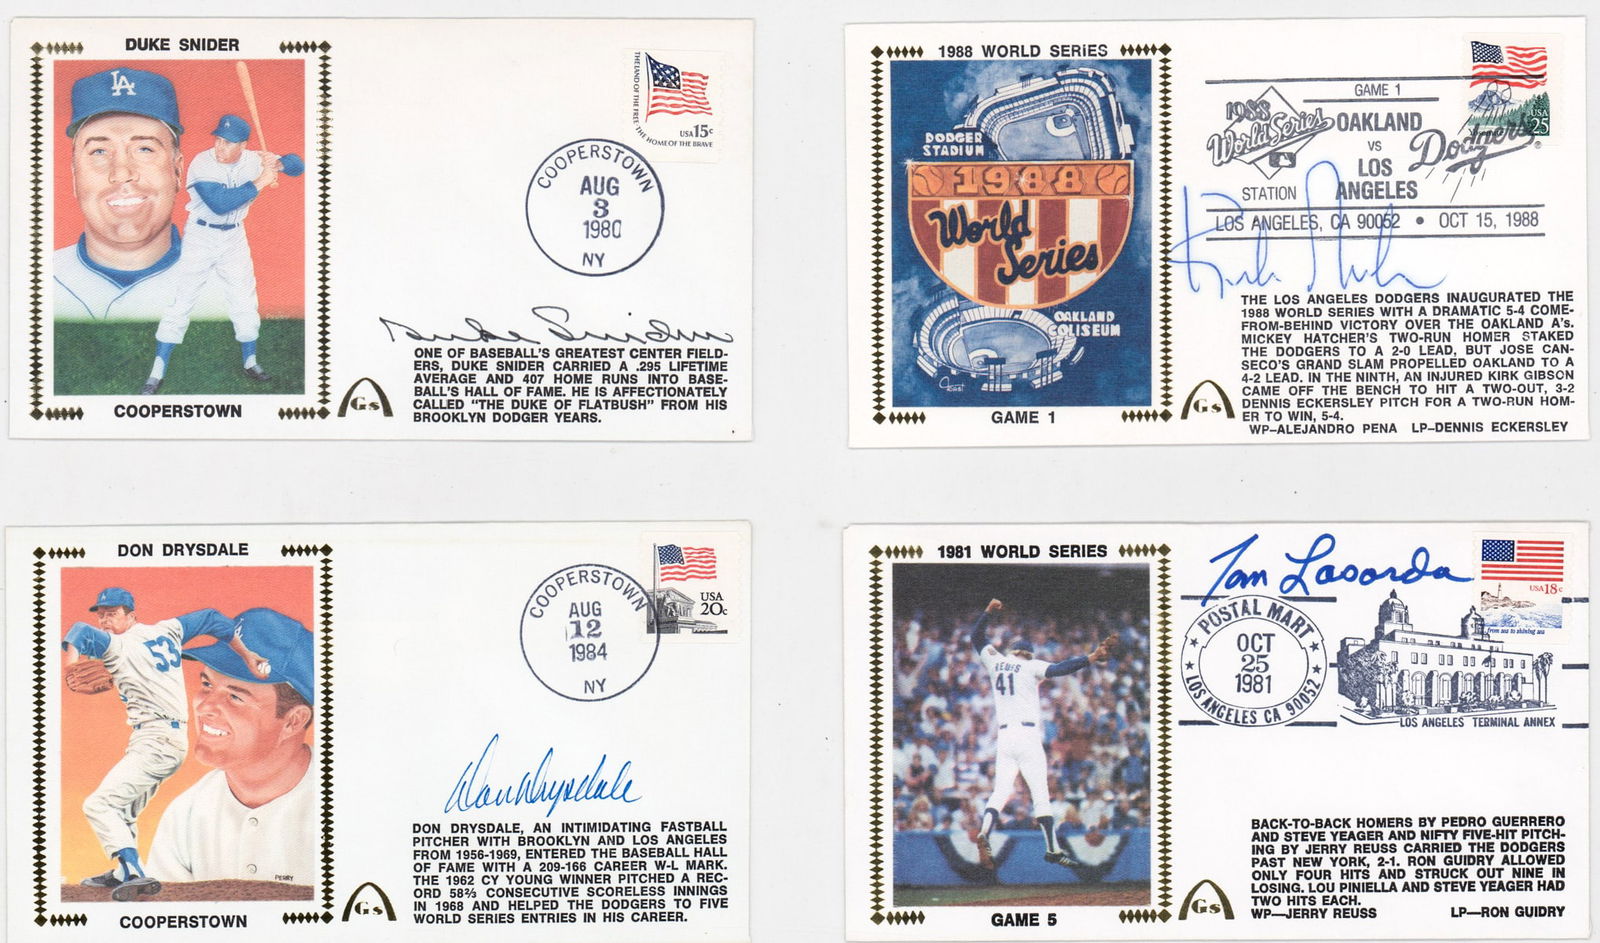 DUKE SNIDER
LA
THE LAND OF THE FREE · THE HOME OF THE BRAVE
USA 15c
COOPERSTOWN
AUG
3
1980
NY
Duke Snider
ONE OF BASEBALL'S GREATEST CENTER FIELD-
ERS, DUKE SNIDER CARRIED A .295 LIFETIME
AVERAGE AND 407 HOME RUNS INTO BASE-
BALL'S HALL OF FAME. HE IS AFFECTIONATELY
CALLED "THE DUKE OF FLATBUSH" FROM HIS
BROOKLYN DODGER YEARS.
COOPERSTOWN
Gs
1988 WORLD SERIES
DODGER
STADIUM
1988
World
Series
OAKLAND
COLISEUM
GAME 1
GAME 1
1988
World Series
OAKLAND
VS
LOS
ANGELES
Dodgers
USA
25
STATION
LOS ANGELES, CA 90052 • OCT 15, 1988
THE LOS ANGELES DODGERS INAUGURATED THE
1988 WORLD SERIES WITH A DRAMATIC 5-4 COME-
FROM-BEHIND VICTORY OVER THE OAKLAND A's.
MICKEY HATCHER'S TWO-RUN HOMER STAKED
THE DODGERS TO A 2-0 LEAD, BUT JOSE CAN-
SECO'S GRAND SLAM PROPELLED OAKLAND TO A
4-2 LEAD. IN THE NINTH, AN INJURED KIRK GIBSON
CAME OFF THE BENCH TO HIT A TWO-OUT, 3-2
DENNIS ECKERSLEY PITCH FOR A TWO-RUN HOM-
ER TO WIN, 5-4.
WP-ALEJANDRO PENA LP-DENNIS ECKERSLEY
Gs
DON DRYSDALE
53
PERRY
COOPERSTOWN
COOPERSTOWN
AUG
12
1984
NY
USA
20c
Don Drysdale
DON DRYSDALE, AN INTIMIDATING FASTBALL
PITCHER WITH BROOKLYN AND LOS ANGELES
FROM 1956-1969, ENTERED THE BASEBALL HALL
OF FAME WITH A 209-166 CAREER W-L MARK.
THE 1962 CY YOUNG WINNER PITCHED A REC-
ORD 58⅔ CONSECUTIVE SCORELESS INNINGS
IN 1968 AND HELPED THE DODGERS TO FIVE
WORLD SERIES ENTRIES IN HIS CAREER.
Gs
1981 WORLD SERIES
REUSS
41
GAME 5
Tom Lasorda
USA 18c
from sea to shining sea
POSTAL MART
OCT
25
1981
LOS ANGELES CA 90052
LOS ANGELES TERMINAL ANNEX
BACK-TO-BACK HOMERS BY PEDRO GUERRERO
AND STEVE YEAGER AND NIFTY FIVE-HIT PITCH-
ING BY JERRY REUSS CARRIED THE DODGERS
PAST NEW YORK, 2-1. RON GUIDRY ALLOWED
ONLY FOUR HITS AND STRUCK OUT NINE IN
LOSING. LOU PINIELLA AND STEVE YEAGER HAD
TWO HITS EACH.
WP—JERRY REUSS LP—RON GUIDRY
Gs